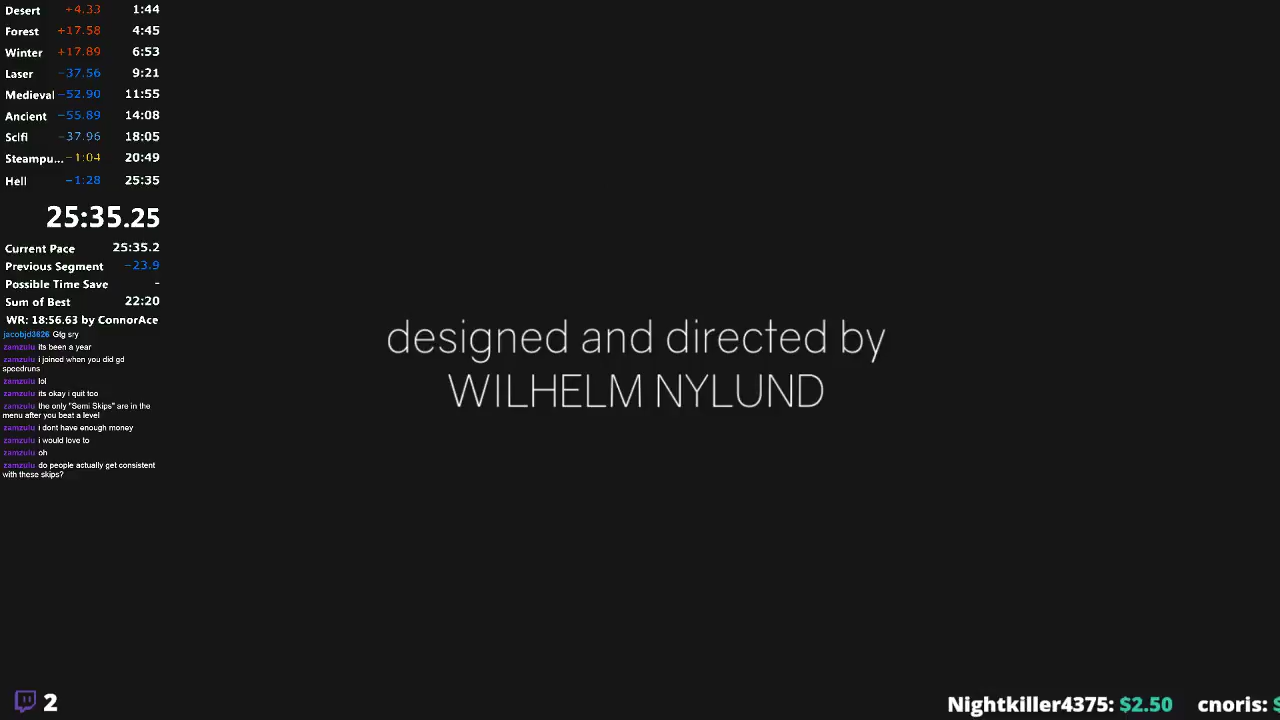 Desert +4.33 1:44
Forest +17.58 4:45
Winter +17.89 6:53
Laser -37.56 9:21
Medieval -52.90 11:55
Ancient -55.89 14:08
Scifi -37.96 18:05
Steampu... -1:04 20:49
Hell -1:28 25:35
25:35.25
Current Pace 25:35.2
Previous Segment -23.9
Possible Time Save -
Sum of Best 22:20
WR: 18:56.63 by ConnorAce
jacobjd3626 Gfg sry
zamzulu its been a year
zamzulu i joined when you did gd
speedruns
zamzulu lol
zamzulu its okay i quit too
zamzulu the only "Semi Skips" are in the
menu after you beat a level
zamzulu i dont have enough money
zamzulu i would love to
zamzulu oh
zamzulu do people actually get consistent
with these skips?
designed and directed by
WILHELM NYLUND
2
Nightkiller4375: $2.50 cnoris: $